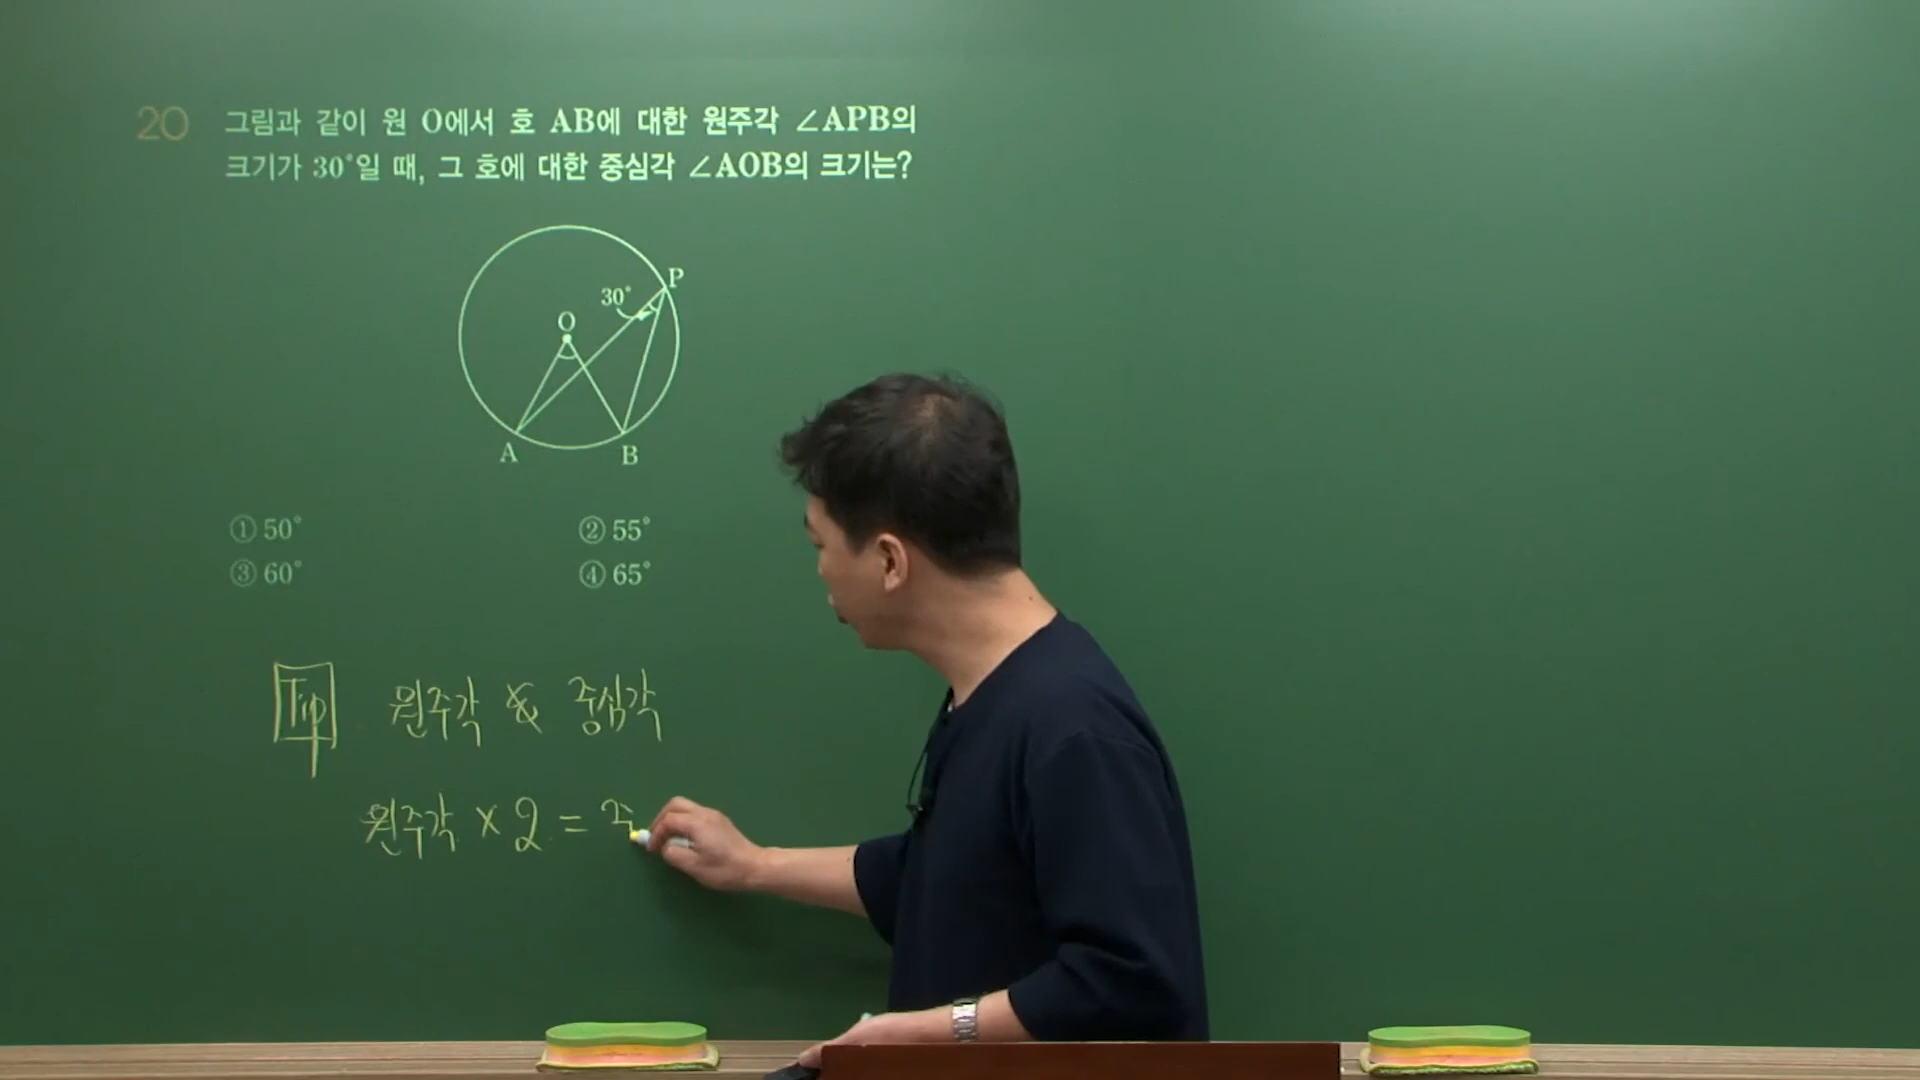 20 그림과 같이 원 O에서 호 AB에 대한 원주각 ∠APB의
크기가 30°일 때, 그 호에 대한 중심각 ∠AOB의 크기는?
P
30°
O
A B
① 50° ② 55°
③ 60° ④ 65°
Tip 원주각 & 중심각
원주각 × 2 = 주